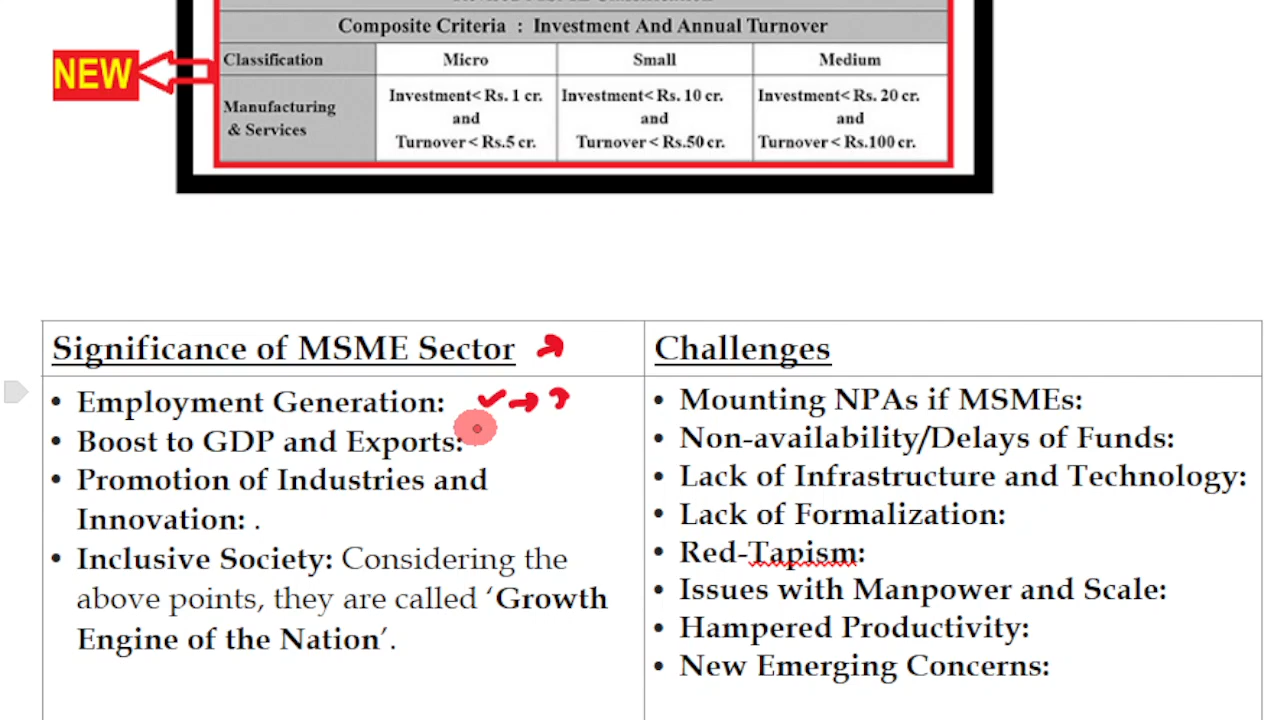 Composite Criteria : Investment And Annual Turnover
NEW
Classification Micro Small Medium
Manufacturing & Services
Investment< Rs. 1 cr. and Turnover < Rs.5 cr.
Investment< Rs. 10 cr. and Turnover < Rs.50 cr.
Investment< Rs. 20 cr. and Turnover < Rs.100 cr.
Significance of MSME Sector
• Employment Generation:
• Boost to GDP and Exports:
• Promotion of Industries and
Innovation: .
• Inclusive Society: Considering the
above points, they are called ‘Growth
Engine of the Nation’.
Challenges
• Mounting NPAs if MSMEs:
• Non-availability/Delays of Funds:
• Lack of Infrastructure and Technology:
• Lack of Formalization:
• Red-Tapism:
• Issues with Manpower and Scale:
• Hampered Productivity:
• New Emerging Concerns: